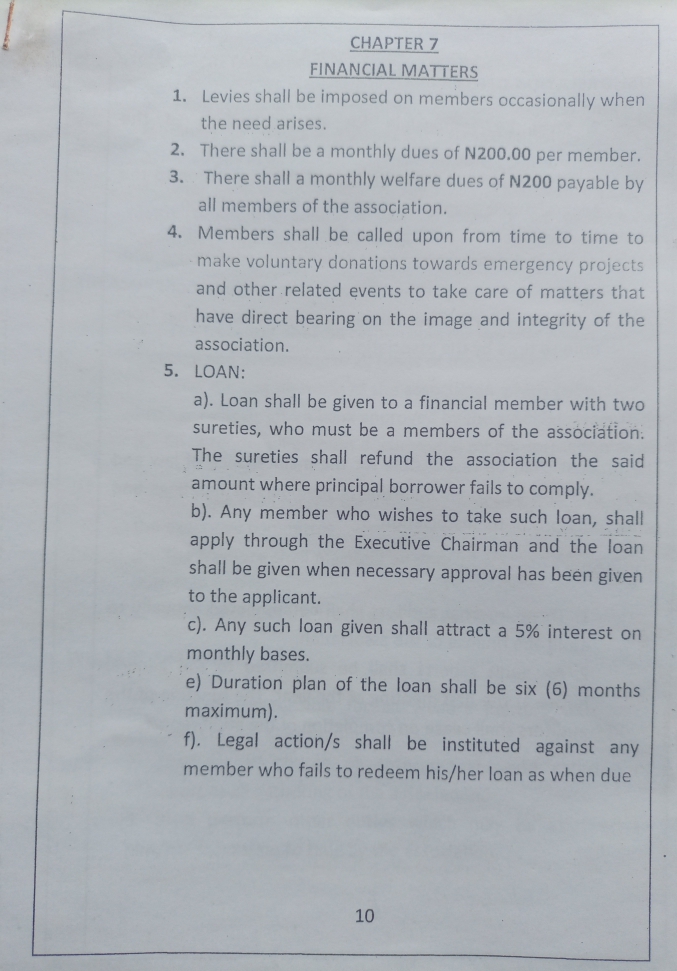 CHAPTER 7
FINANCIAL MATTERS
1. Levies shall be imposed on members occasionally when
the need arises.
2. There shall be a monthly dues of N200.00 per member.
3. There shall a monthly welfare dues of N200 payable by
all members of the association.
4. Members shall be called upon from time to time to
make voluntary donations towards emergency projects
and other related events to take care of matters that
have direct bearing on the image and integrity of the
association.
5. LOAN:
a). Loan shall be given to a financial member with two
sureties, who must be a members of the association.
The sureties shall refund the association the said
amount where principal borrower fails to comply.
b). Any member who wishes to take such loan, shall
apply through the Executive Chairman and the loan
shall be given when necessary approval has been given
to the applicant.
c). Any such loan given shall attract a 5% interest on
monthly bases.
e) Duration plan of the loan shall be six (6) months
maximum).
f). Legal action/s shall be instituted against any
member who fails to redeem his/her loan as when due
10